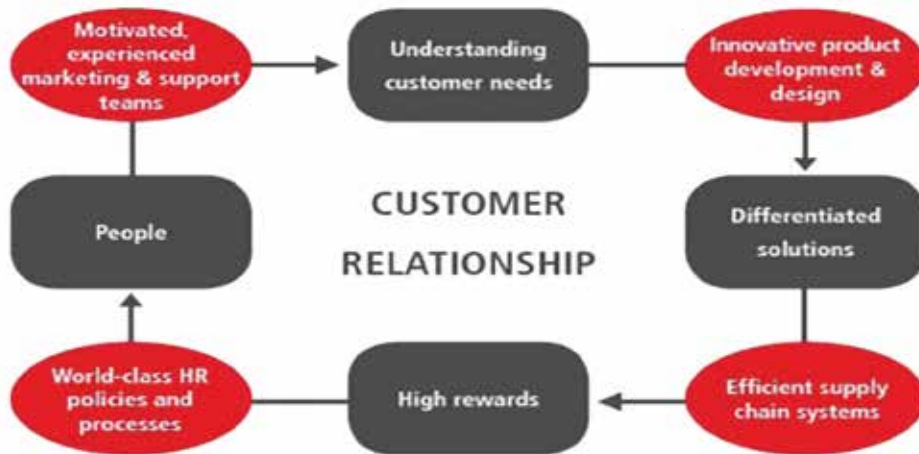 Motivated,
experienced
marketing & support
teams
Understanding
customer needs
Innovative product
development &
design
People
CUSTOMER
RELATIONSHIP
Differentiated
solutions
World-class HR
policies and
processes
High rewards
Efficient supply
chain systems